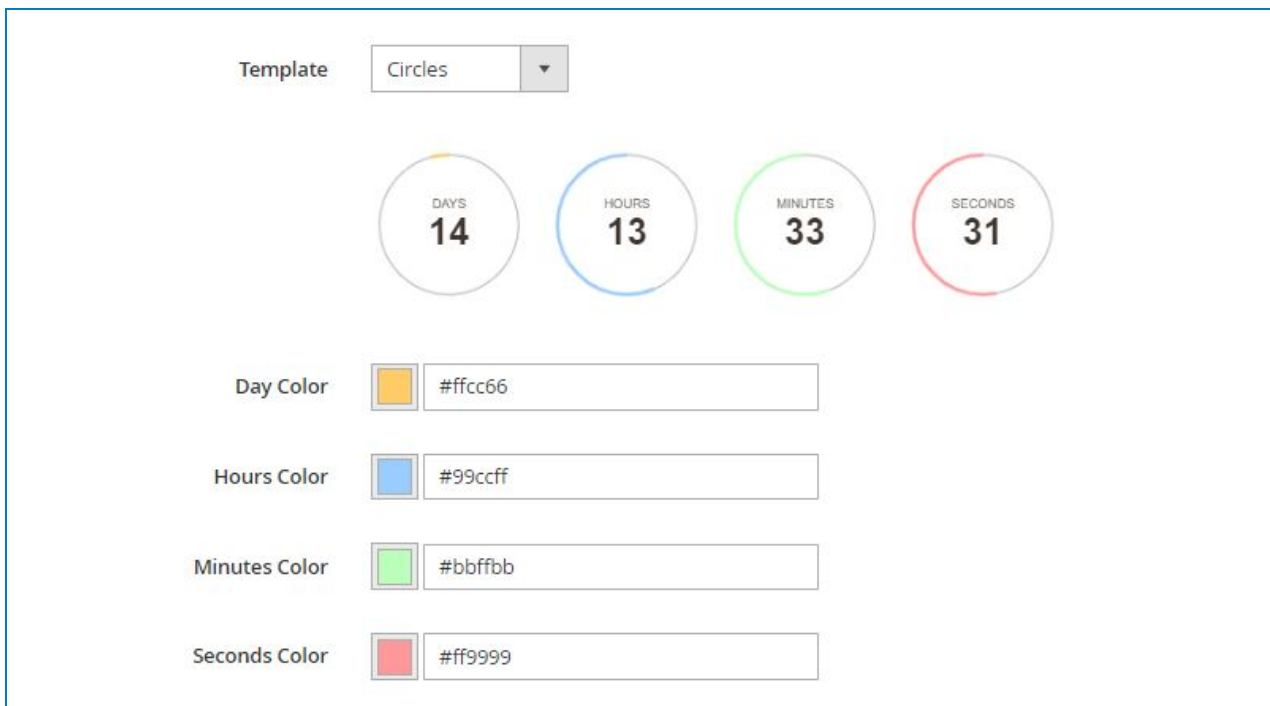 Template Circles
DAYS HOURS MINUTES SECONDS
14 13 33 31
Day Color #ffcc66
Hours Color #99ccff
Minutes Color #bbffbb
Seconds Color #ff9999